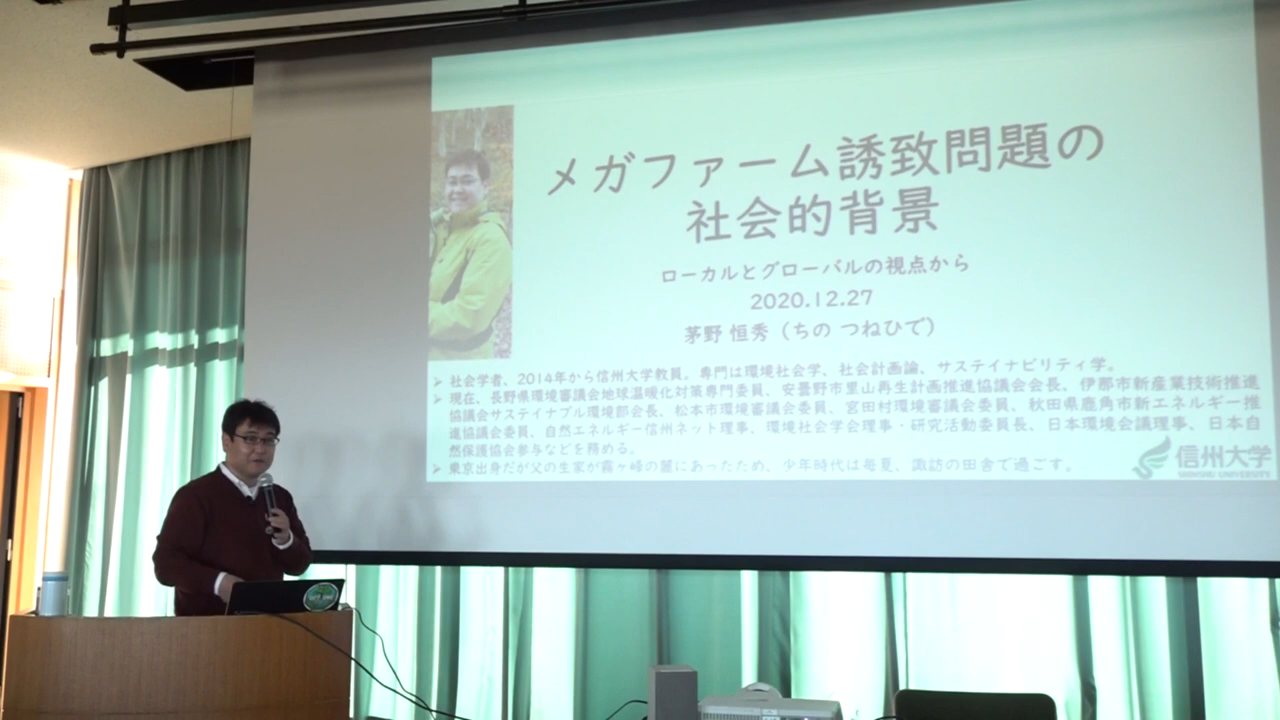 メガファーム誘致問題の
社会的背景
ローカルとグローバルの視点から
2020.12.27
茅野 恒秀（ちの つねひで）
➢ 社会学者、2014年から信州大学教員。専門は環境社会学、社会計画論、サステイナビリティ学。
➢ 現在、長野県環境審議会地球温暖化対策専門委員、安曇野市里山再生計画推進協議会会長、伊那市新産業技術推進
協議会サステイナブル環境部会長、松本市環境審議会委員、宮田村環境審議会委員、秋田県鹿角市新エネルギー推
進協議会委員、自然エネルギー信州ネット理事、環境社会学会理事・研究活動委員長、日本環境会議理事、日本自
然保護協会参与などを務める。
➢ 東京出身だが父の生家が霧ヶ峰の麓にあったため、少年時代は毎夏、諏訪の田舎で過ごす。
信州大学
SHINSHU UNIVERSITY